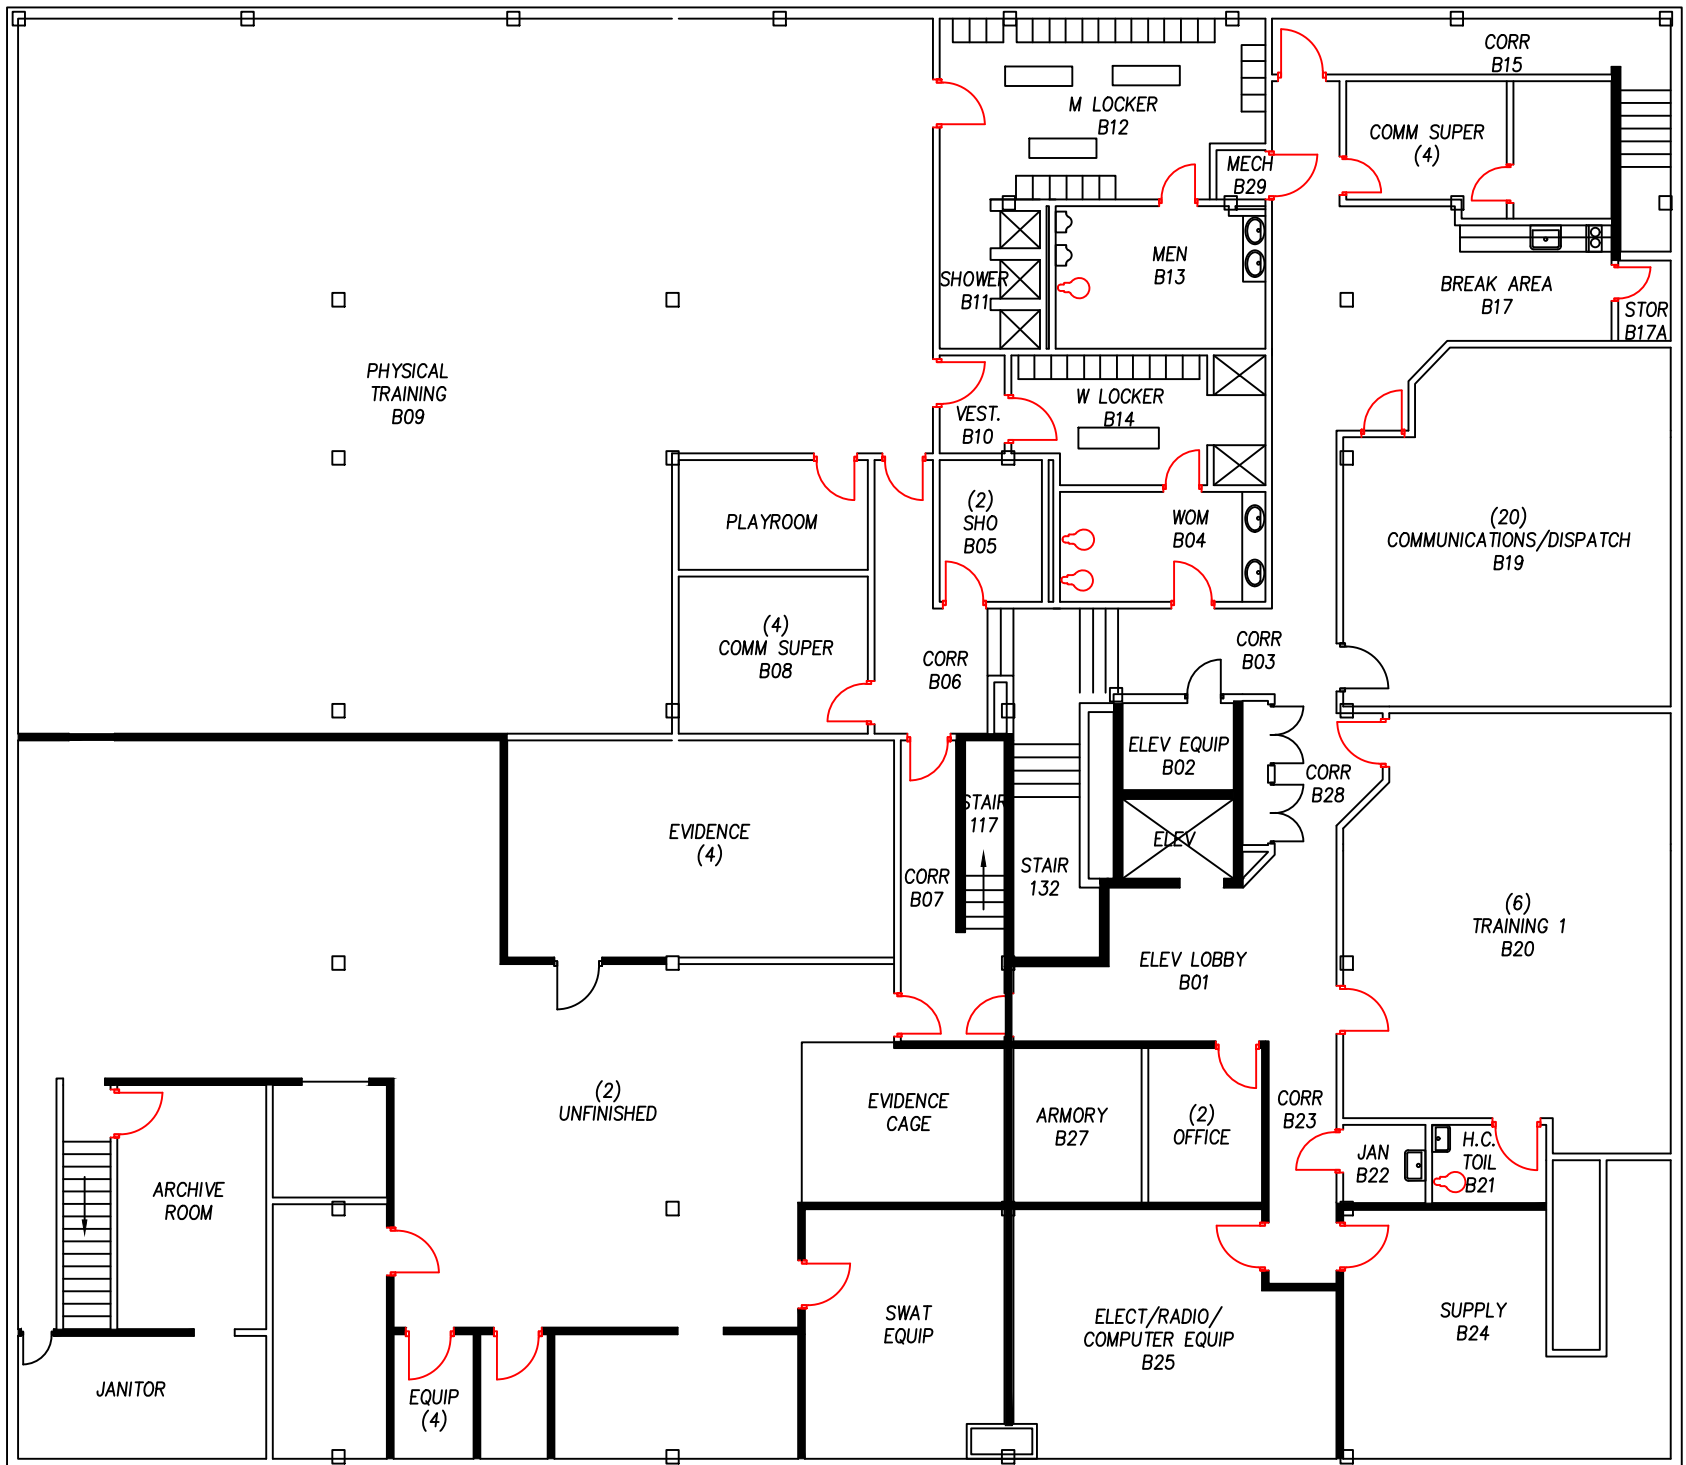 CORR
B15
M LOCKER
B12
COMM SUPER
(4)
MECH
B29
MEN
B13
SHOWER
B11
BREAK AREA
B17
STOR
B17A
PHYSICAL
TRAINING
B09
W LOCKER
B14
VEST.
B10
PLAYROOM
(2)
SHO
B05
WOM
B04
(20)
COMMUNICATIONS/DISPATCH
B19
(4)
COMM SUPER
B08
CORR
B06
CORR
B03
ELEV EQUIP
B02
CORR
B28
STAIR
117
EVIDENCE
(4)
ELEV
CORR
B07
STAIR
132
(6)
TRAINING 1
B20
ELEV LOBBY
B01
(2)
UNFINISHED
EVIDENCE
CAGE
ARMORY
B27
(2)
OFFICE
CORR
B23
JAN
B22
H.C.
TOIL
B21
ARCHIVE
ROOM
SWAT
EQUIP
ELECT/RADIO/
COMPUTER EQUIP
B25
SUPPLY
B24
JANITOR
EQUIP
(4)